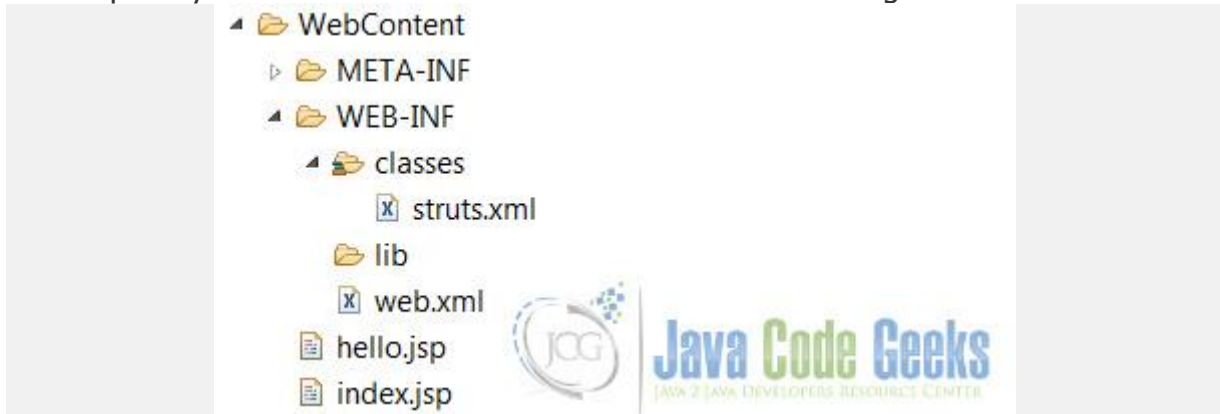 WebContent
META-INF
WEB-INF
classes
struts.xml
lib
web.xml
hello.jsp
index.jsp
JCG
Java Code Geeks
JAVA 2 JAVA DEVELOPERS RESOURCE CENTER